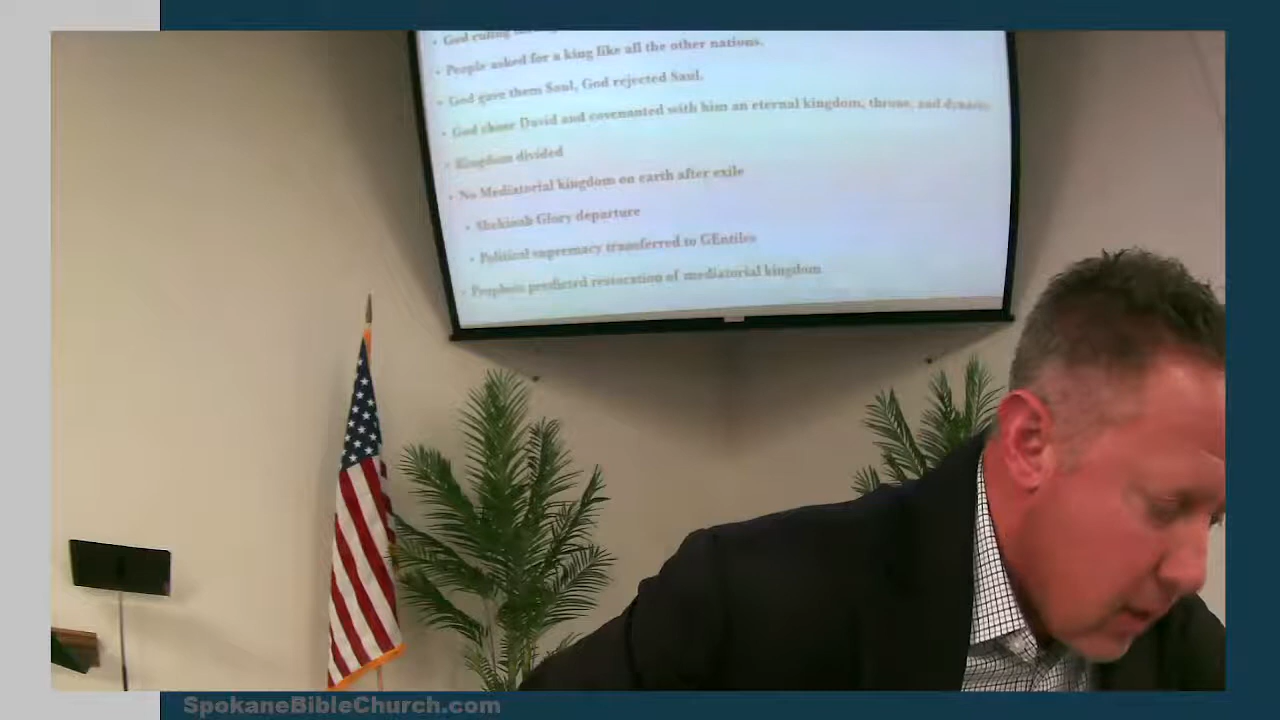 • God ruling
• People asked for a king like all the other nations.
• God gave them Saul, God rejected Saul.
• God chose David and covenanted with him an eternal kingdom, throne, and dynasty
• Kingdom divided
• No Mediatorial kingdom on earth after exile
• Shekinah Glory departure
• Political supremacy transferred to GEntiles
• Prophets predicted restoration of mediatorial kingdom
SpokaneBibleChurch.com